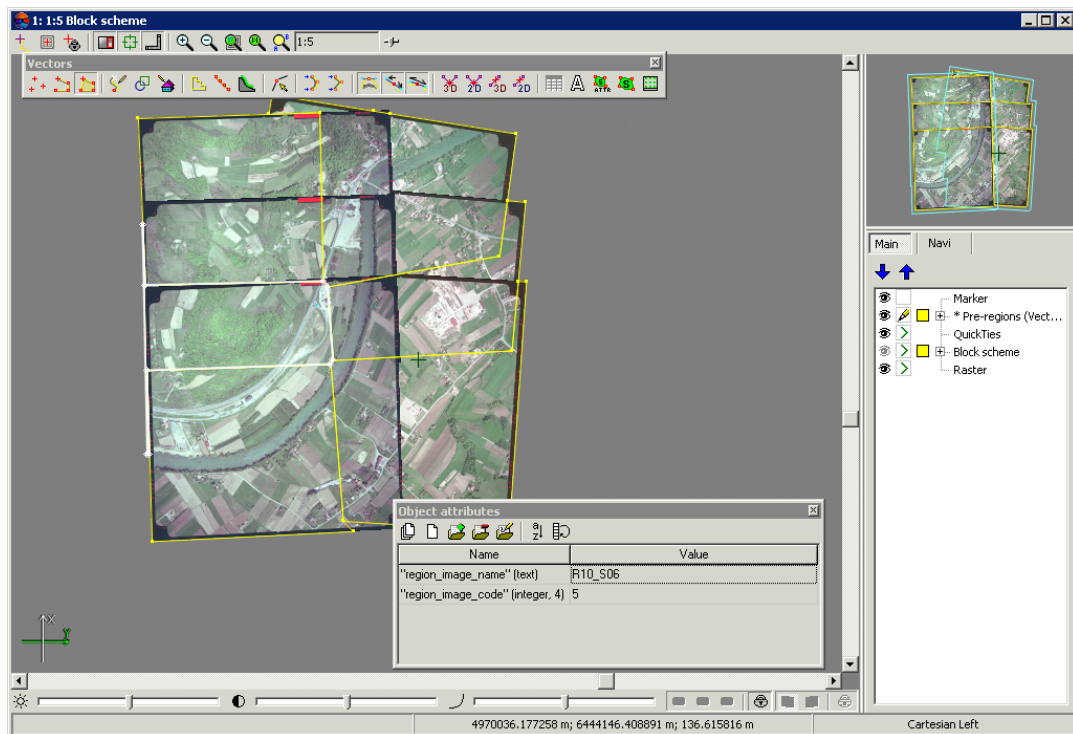 1: 1:5 Block scheme
1:5
Vectors
3D 2D 3D 2D A ATTR
Main Navi
Marker
* Pre-regions (Vect...
QuickTies
Block scheme
Raster
Object attributes
Name Value
"region_image_name" (text) R10_S06
"region_image_code" (integer, 4) 5
X
Y
4970036.177258 m; 6444146.408891 m; 136.615816 m Cartesian Left